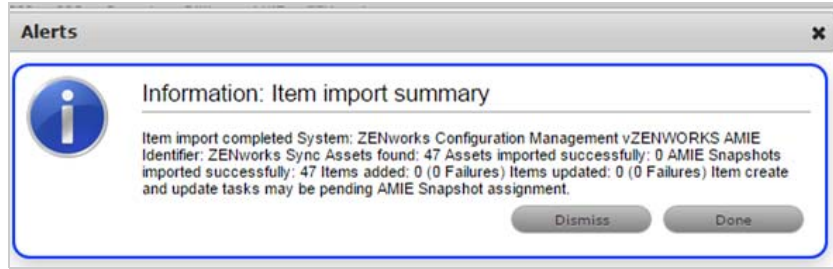 Alerts
Information: Item import summary
Item import completed System: ZENworks Configuration Management vZENWORKS AMIE
Identifier: ZENworks Sync Assets found: 47 Assets imported successfully: 0 AMIE Snapshots
imported successfully: 47 Items added: 0 (0 Failures) Items updated: 0 (0 Failures) Item create
and update tasks may be pending AMIE Snapshot assignment.
Dismiss Done